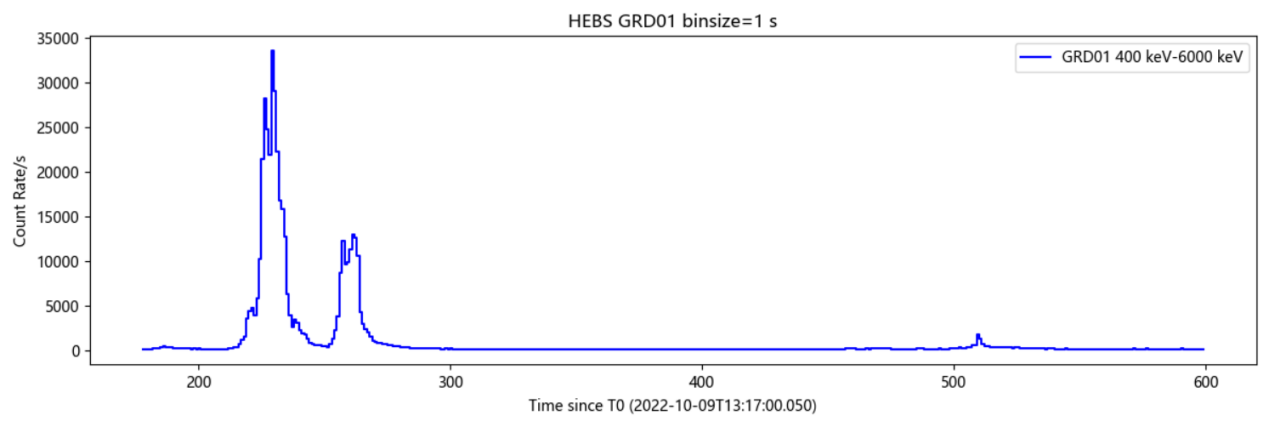 HEBS GRD01 binsize=1 s
GRD01 400 keV-6000 keV
Count Rate/s
35000
30000
25000
20000
15000
10000
5000
0
200 300 400 500 600
Time since T0 (2022-10-09T13:17:00.050)